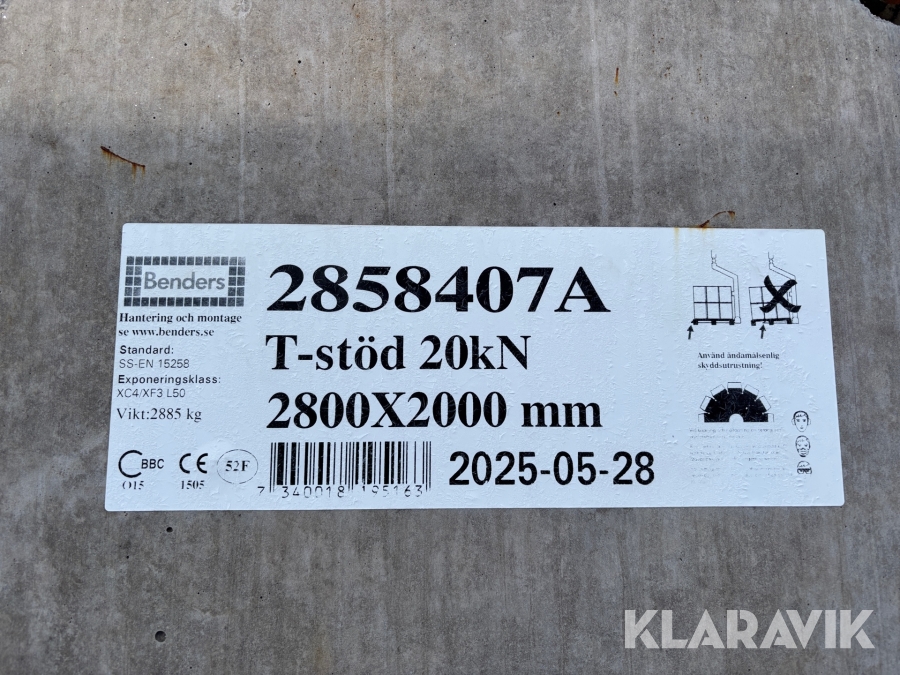 Benders
Hantering och montage
se www.benders.se
Standard:
SS-EN 15258
Exponeringsklass:
XC4/XF3 L50
Vikt:2885 kg
BBC
O15
CE
1505
52F
2858407A
T-stöd 20kN
2800X2000 mm
7 340018 195163
2025-05-28
Använd ändamålsenlig
skyddsutrustning!
KLARAVIK